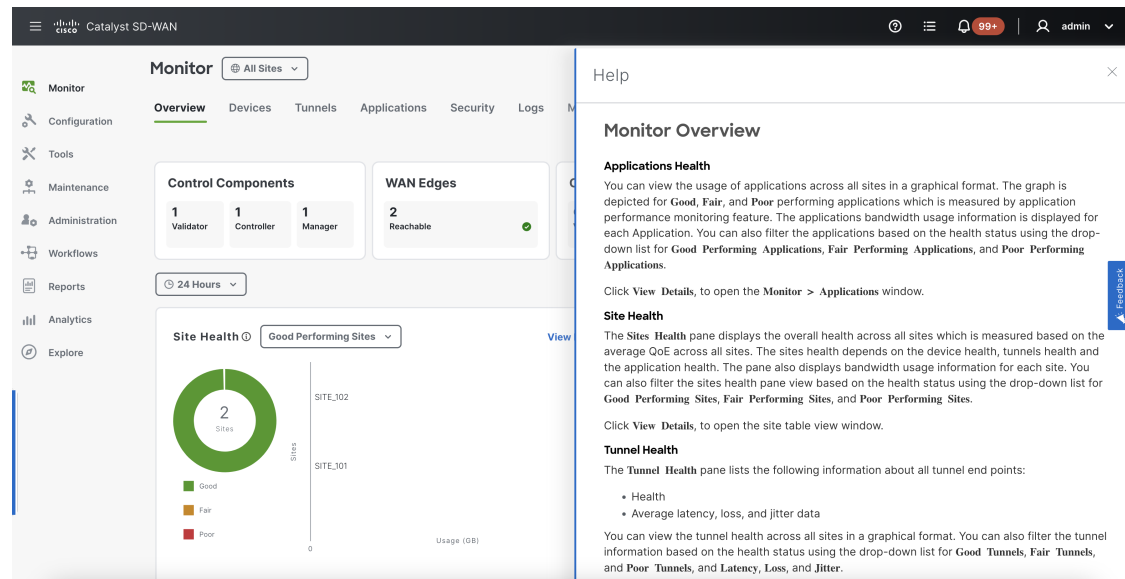 cisco Catalyst SD-WAN
99+
admin
Monitor
Configuration
Tools
Maintenance
Administration
Workflows
Reports
Analytics
Explore
Monitor All Sites
Overview Devices Tunnels Applications Security Logs
Control Components
1 1 1
Validator Controller Manager
WAN Edges
2
Reachable
24 Hours
Site Health Good Performing Sites
View
2
Sites
Good
Fair
Poor
Sites
SITE_102
SITE_101
0
Usage (GB)
Help
Monitor Overview
Applications Health
You can view the usage of applications across all sites in a graphical format. The graph is
depicted for Good, Fair, and Poor performing applications which is measured by application
performance monitoring feature. The applications bandwidth usage information is displayed for
each Application. You can also filter the applications based on the health status using the drop-
down list for Good Performing Applications, Fair Performing Applications, and Poor Performing
Applications.
Click View Details, to open the Monitor > Applications window.
Site Health
The Sites Health pane displays the overall health across all sites which is measured based on the
average QoE across all sites. The sites health depends on the device health, tunnels health and
the application health. The pane also displays bandwidth usage information for each site. You
can also filter the sites health pane view based on the health status using the drop-down list for
Good Performing Sites, Fair Performing Sites, and Poor Performing Sites.
Click View Details, to open the site table view window.
Tunnel Health
The Tunnel Health pane lists the following information about all tunnel end points:
• Health
• Average latency, loss, and jitter data
You can view the tunnel health across all sites in a graphical format. You can also filter the tunnel
information based on the health status using the drop-down list for Good Tunnels, Fair Tunnels,
and Poor Tunnels, and Latency, Loss, and Jitter.
Feedback